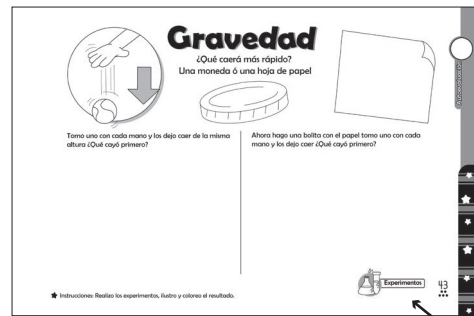 Gravedad
¿Qué caerá más rápido?
Una moneda ó una hoja de papel
Autoevaluación
Tomo uno con cada mano y los dejo caer de la misma
altura ¿Qué cayó primero?
Ahora hago una bolita con el papel tomo uno con cada
mano y los dejo caer ¿Qué cayó primero?
Experimentos
43
Instrucciones: Realizo los experimentos, ilustro y coloreo el resultado.